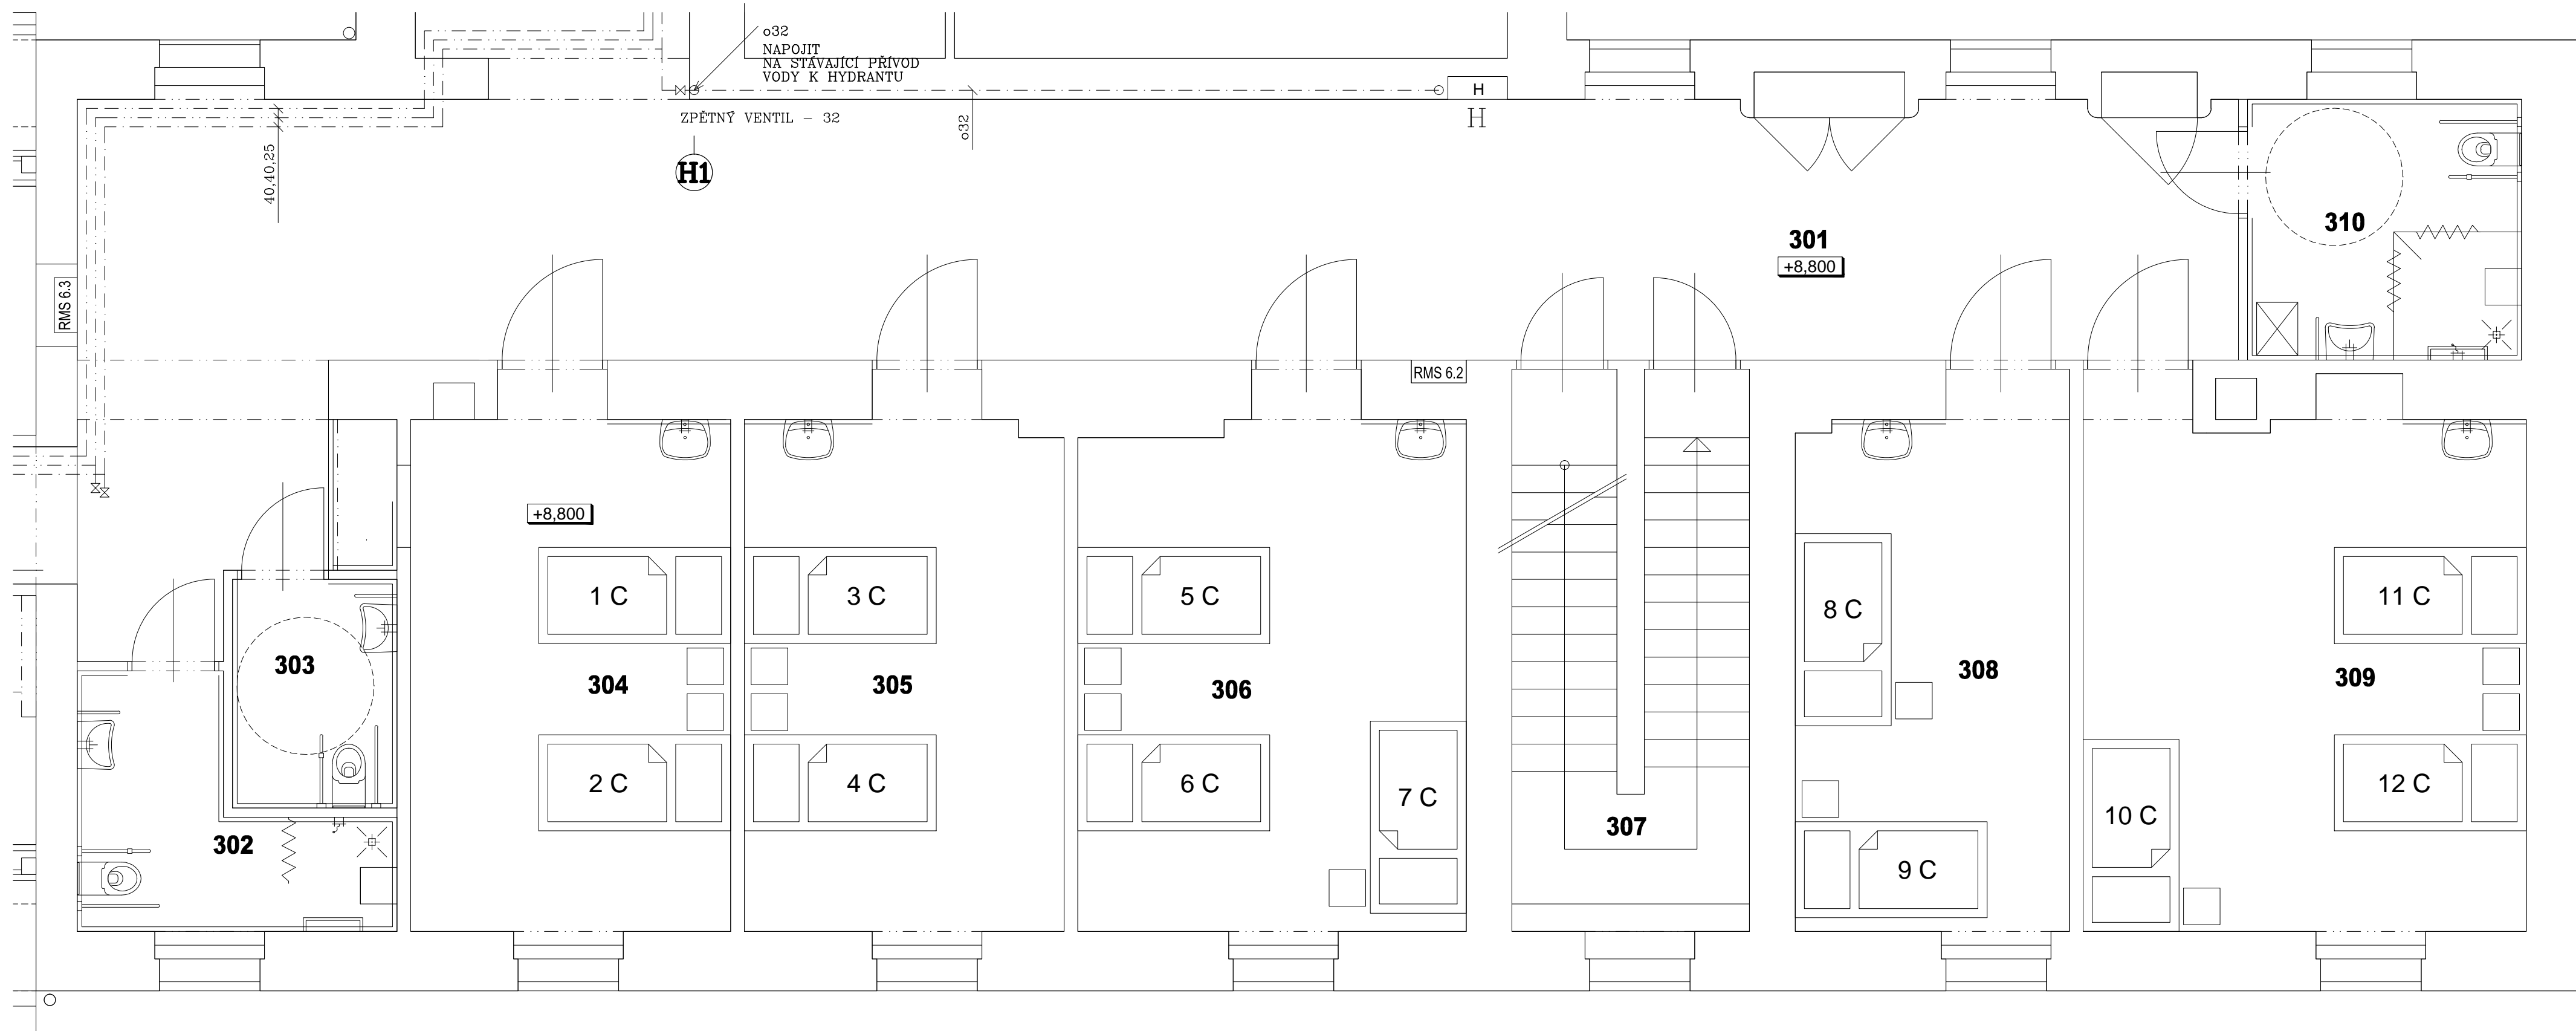 o32
NAPOJIT
NA STÁVAJÍCÍ PŘÍVOD
VODY K HYDRANTU
H
H
ZPĚTNÝ VENTIL - 32
o32
40,40,25
H1
310
301
+8,800
RMS 6.3
RMS 6.2
+8,800
1 C
3 C
5 C
8 C
11 C
303
304
305
306
308
309
2 C
4 C
6 C
7 C
12 C
10 C
307
302
9 C